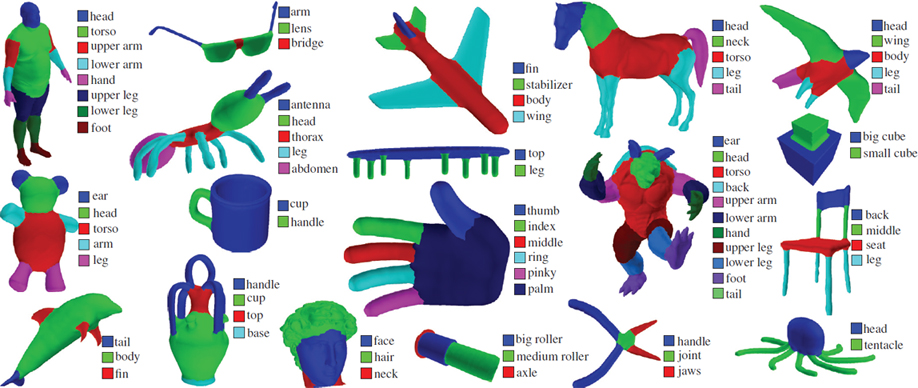 head
torso
upper arm
lower arm
hand
upper leg
lower leg
foot
arm
lens
bridge
fin
stabilizer
body
wing
head
neck
torso
leg
tail
head
wing
body
leg
tail
antenna
head
thorax
leg
abdomen
top
leg
big cube
small cube
ear
head
torso
arm
leg
cup
handle
thumb
index
middle
ring
pinky
palm
ear
head
torso
back
upper arm
lower arm
hand
upper leg
lower leg
foot
tail
back
middle
seat
leg
tail
body
fin
handle
cup
top
base
face
hair
neck
big roller
medium roller
axle
handle
joint
jaws
head
tentacle